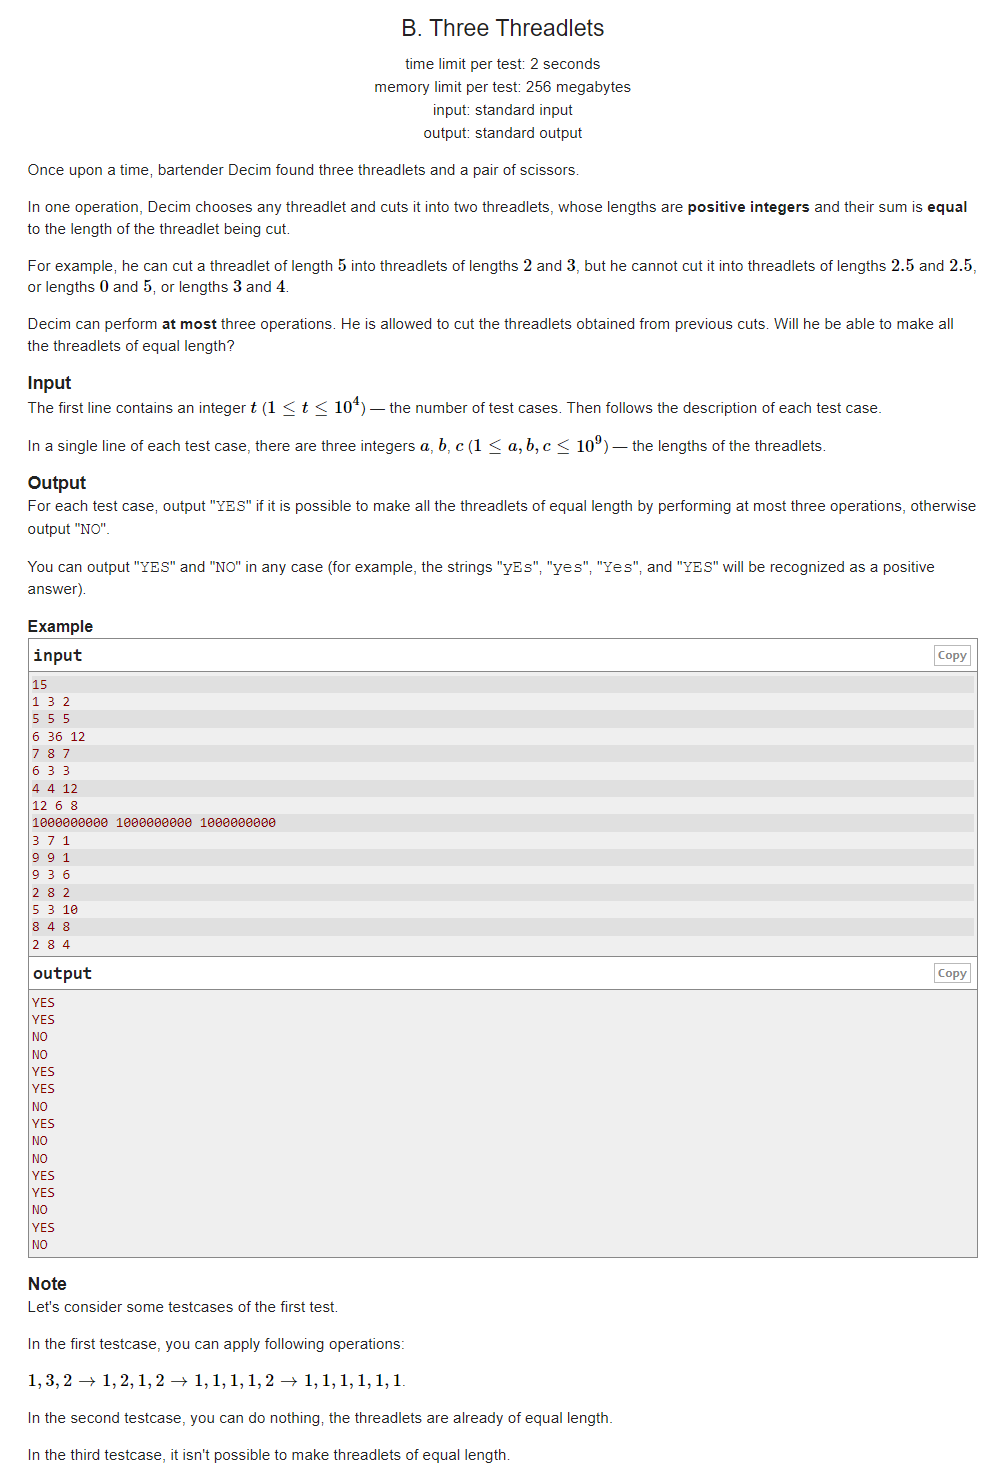 B. Three Threadlets
time limit per test: 2 seconds
memory limit per test: 256 megabytes
input: standard input
output: standard output
Once upon a time, bartender Decim found three threadlets and a pair of scissors.
In one operation, Decim chooses any threadlet and cuts it into two threadlets, whose lengths are positive integers and their sum is equal
to the length of the threadlet being cut.
For example, he can cut a threadlet of length 5 into threadlets of lengths 2 and 3, but he cannot cut it into threadlets of lengths 2.5 and 2.5,
or lengths 0 and 5, or lengths 3 and 4.
Decim can perform at most three operations. He is allowed to cut the threadlets obtained from previous cuts. Will he be able to make all
the threadlets of equal length?
Input
The first line contains an integer t (1 ≤ t ≤ 10⁴) — the number of test cases. Then follows the description of each test case.
In a single line of each test case, there are three integers a, b, c (1 ≤ a, b, c ≤ 10⁹) — the lengths of the threadlets.
Output
For each test case, output "YES" if it is possible to make all the threadlets of equal length by performing at most three operations, otherwise
output "NO".
You can output "YES" and "NO" in any case (for example, the strings "yEs", "yes", "Yes", and "YES" will be recognized as a positive
answer).
Example
input
Copy
15
1 3 2
5 5 5
6 36 12
7 8 7
6 3 3
4 4 12
12 6 8
1000000000 1000000000 1000000000
3 7 1
9 9 1
9 3 6
2 8 2
5 3 10
8 4 8
2 8 4
output
Copy
YES
YES
NO
NO
YES
YES
NO
YES
NO
NO
YES
YES
NO
YES
NO
Note
Let's consider some testcases of the first test.
In the first testcase, you can apply following operations:
1, 3, 2 → 1, 2, 1, 2 → 1, 1, 1, 1, 2 → 1, 1, 1, 1, 1, 1.
In the second testcase, you can do nothing, the threadlets are already of equal length.
In the third testcase, it isn't possible to make threadlets of equal length.